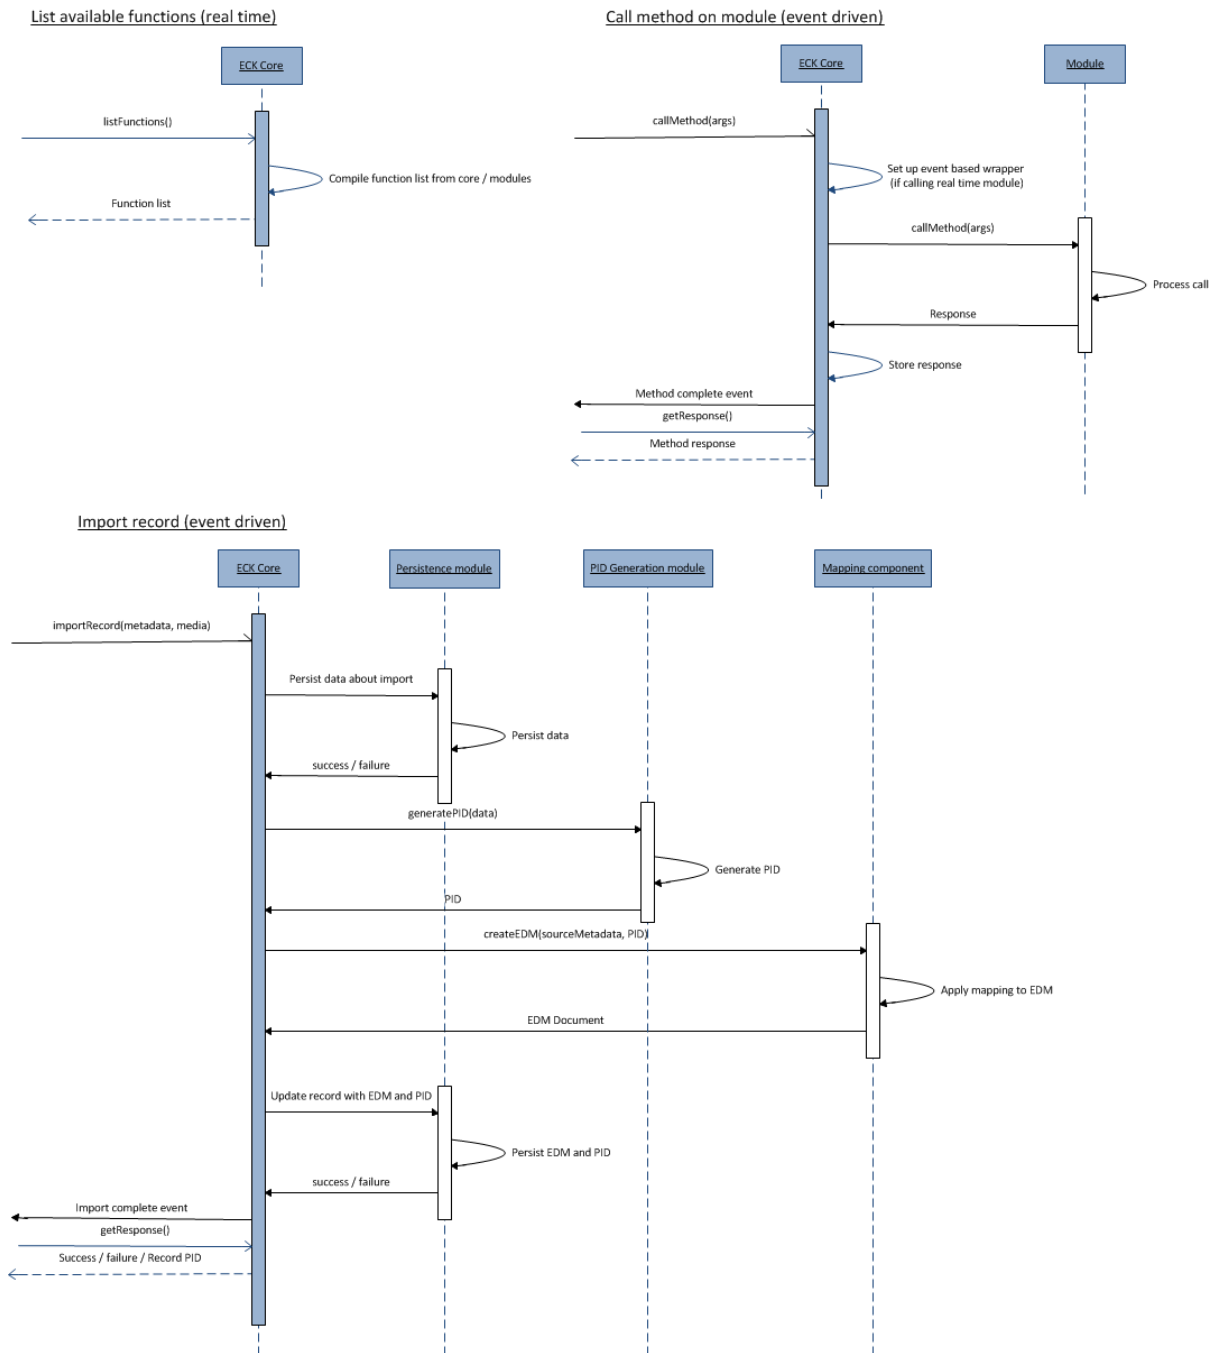 List available functions (real time)
ECK Core
listFunctions()
Compile function list from core / modules
Function list
Call method on module (event driven)
ECK Core
Module
callMethod(args)
Set up event based wrapper
(if calling real time module)
callMethod(args)
Process call
Response
Store response
Method complete event
getResponse()
Method response
Import record (event driven)
ECK Core
Persistence module
PID Generation module
Mapping component
importRecord(metadata, media)
Persist data about import
Persist data
success / failure
generatePID(data)
Generate PID
PID
createEDM(sourceMetadata, PID)
Apply mapping to EDM
EDM Document
Update record with EDM and PID
Persist EDM and PID
success / failure
Import complete event
getResponse()
Success / failure / Record PID